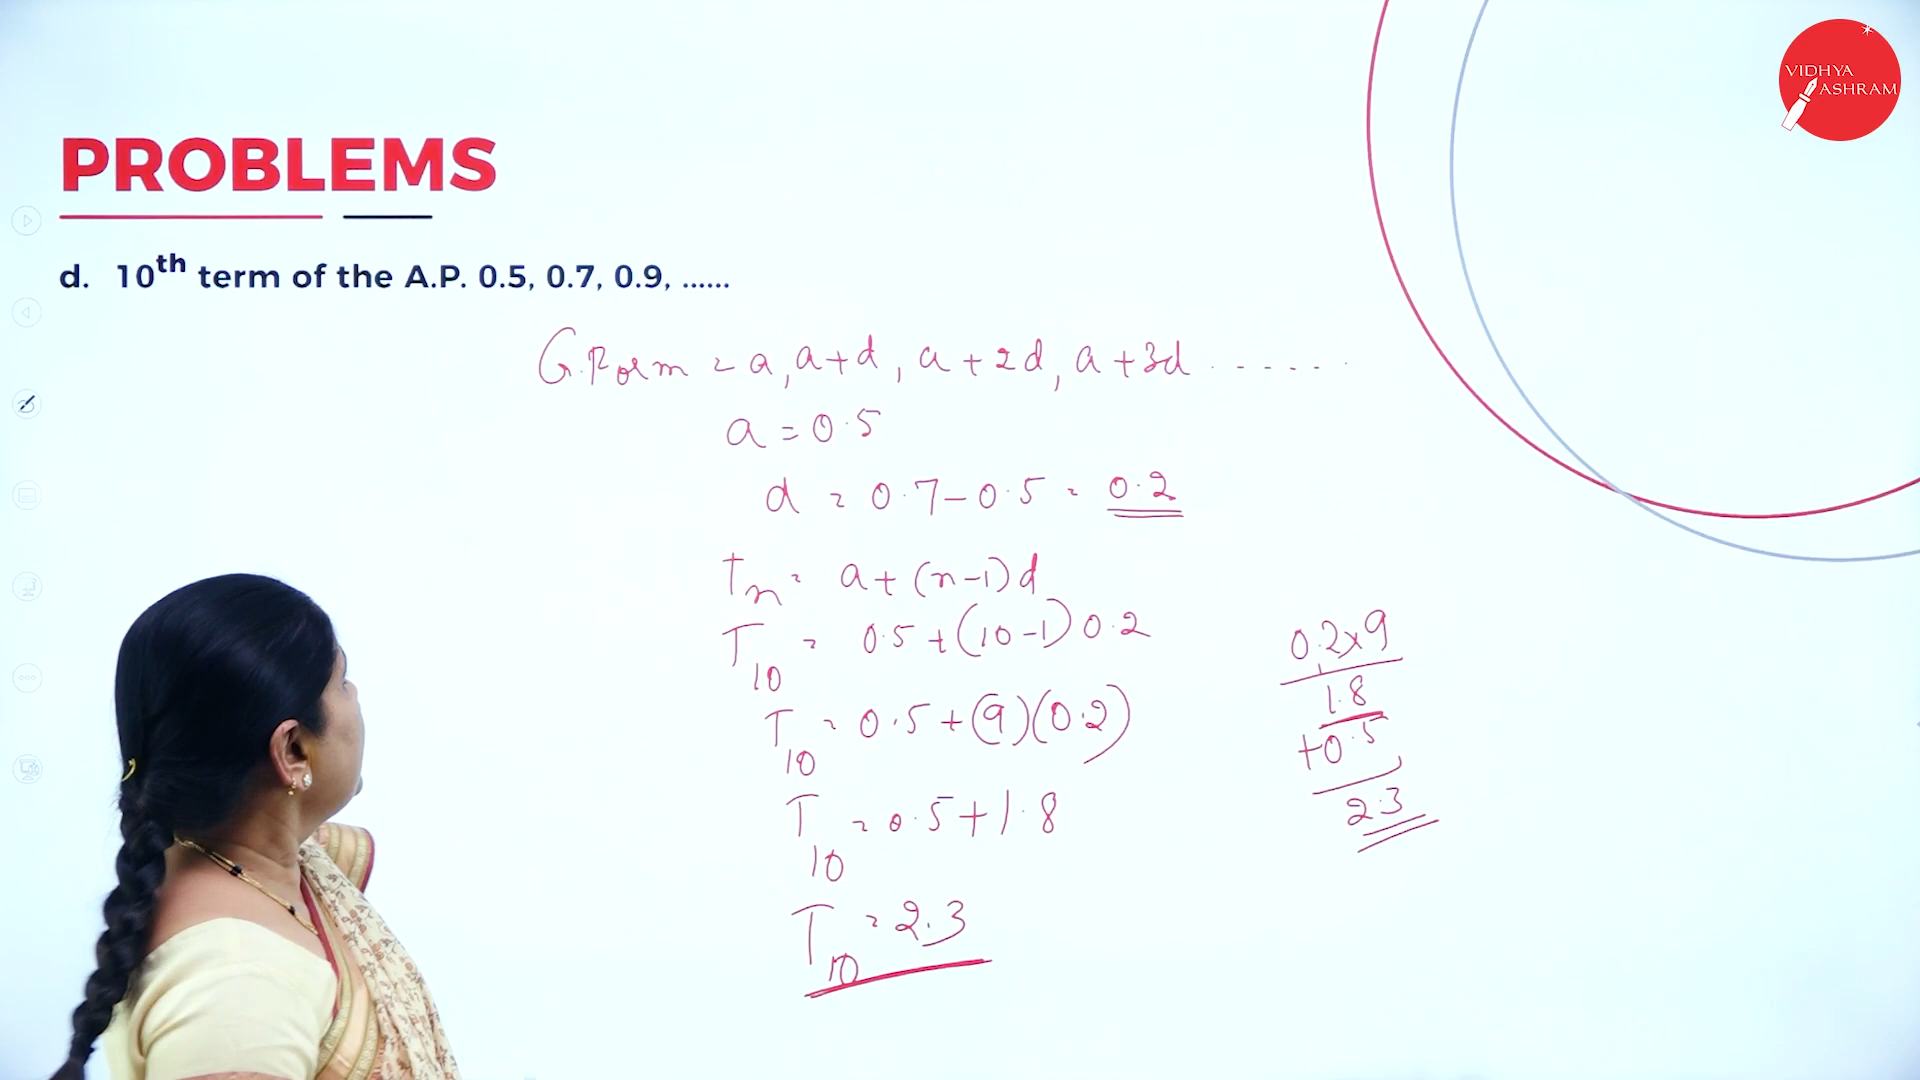 VIDHYA
ASHRAM
PROBLEMS
d. 10th term of the A.P. 0.5, 0.7, 0.9, ......
G.Form = a, a+d, a+2d, a+3d ......
a = 0.5
d = 0.7 - 0.5 = 0.2
Tn = a + (n-1)d
T10 = 0.5 + (10-1) 0.2
T10 = 0.5 + (9)(0.2)
T10 = 0.5 + 1.8
T10 = 2.3
0.2x9
1.8
+0.5
2.3